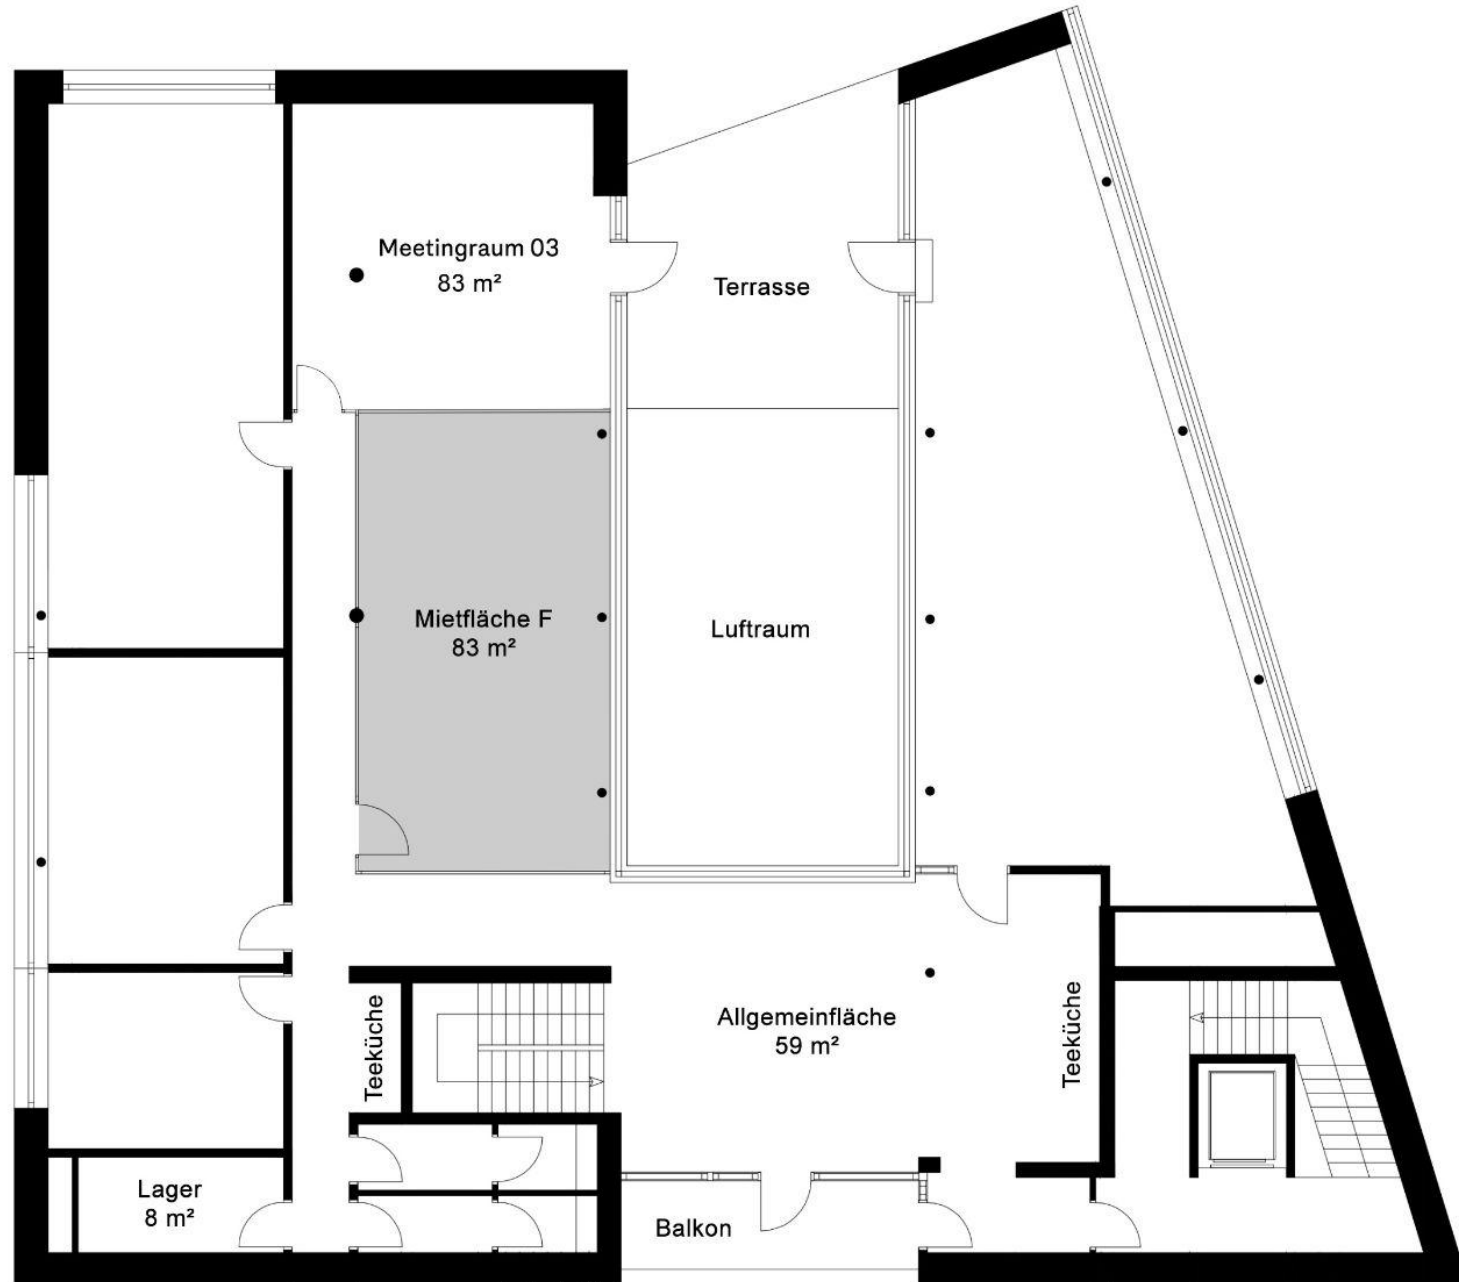 Meetingraum 03
83 m²
Terrasse
Mietfläche F
83 m²
Luftraum
Teeküche
Allgemeinfläche
59 m²
Teeküche
Lager
8 m²
Balkon